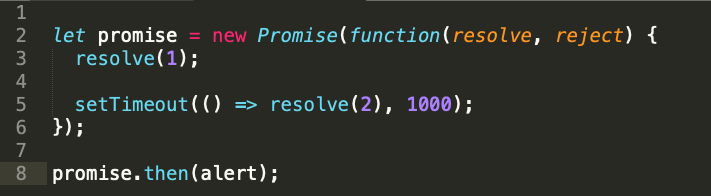 1
2 let promise = new Promise(function(resolve, reject) {
3   resolve(1);
4
5   setTimeout(() => resolve(2), 1000);
6 });
7
8 promise.then(alert);